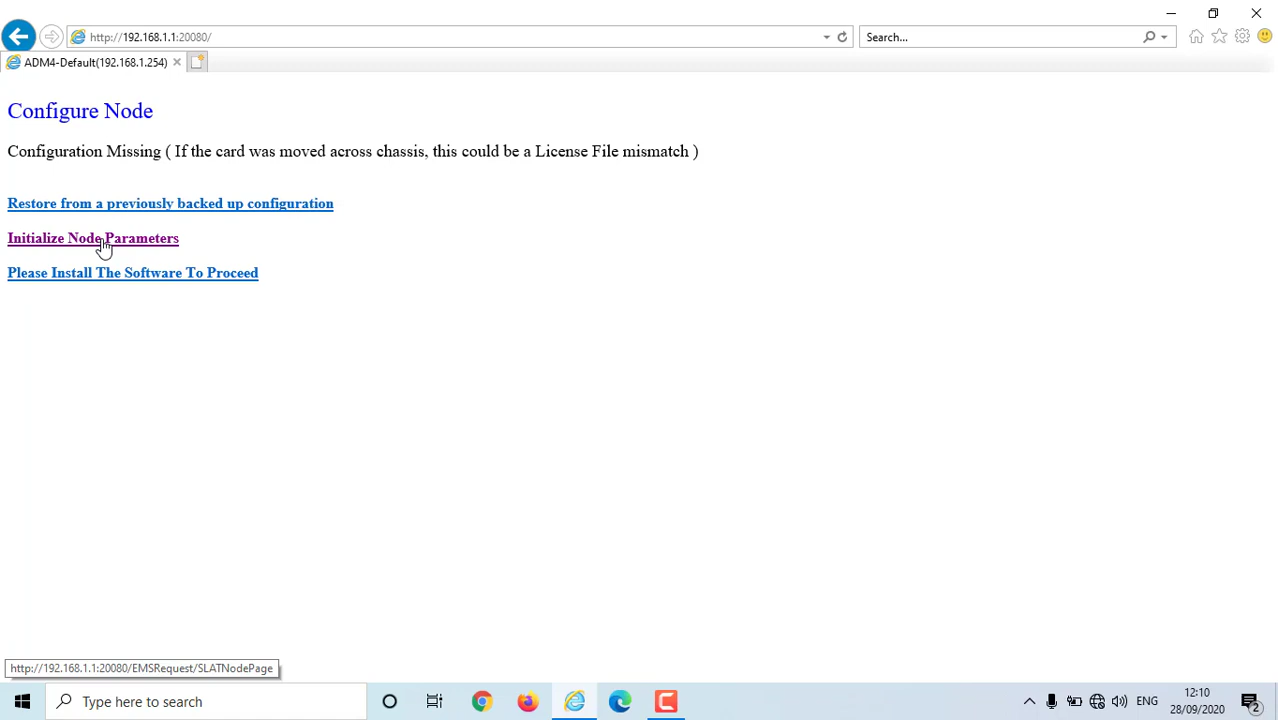 http://192.168.1.1:20080/
Search...
ADM4-Default(192.168.1.254)
Configure Node
Configuration Missing ( If the card was moved across chassis, this could be a License File mismatch )
Restore from a previously backed up configuration
Initialize Node Parameters
Please Install The Software To Proceed
http://192.168.1.1:20080/EMSRequest/SLATNodePage
Type here to search
ENG
12:10
28/09/2020
2